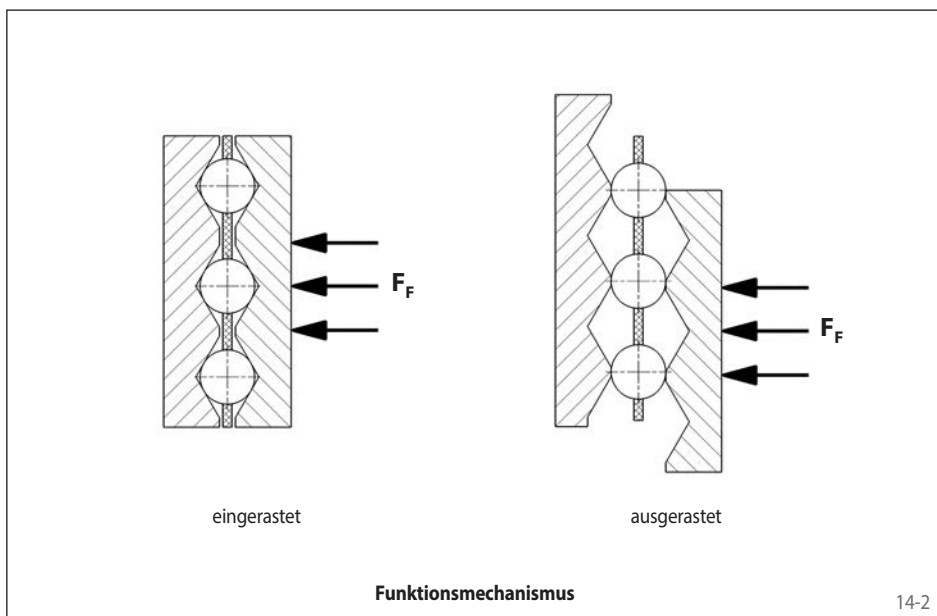 F_F
F_F
eingerastet
ausgerastet
Funktionsmechanismus
14-2